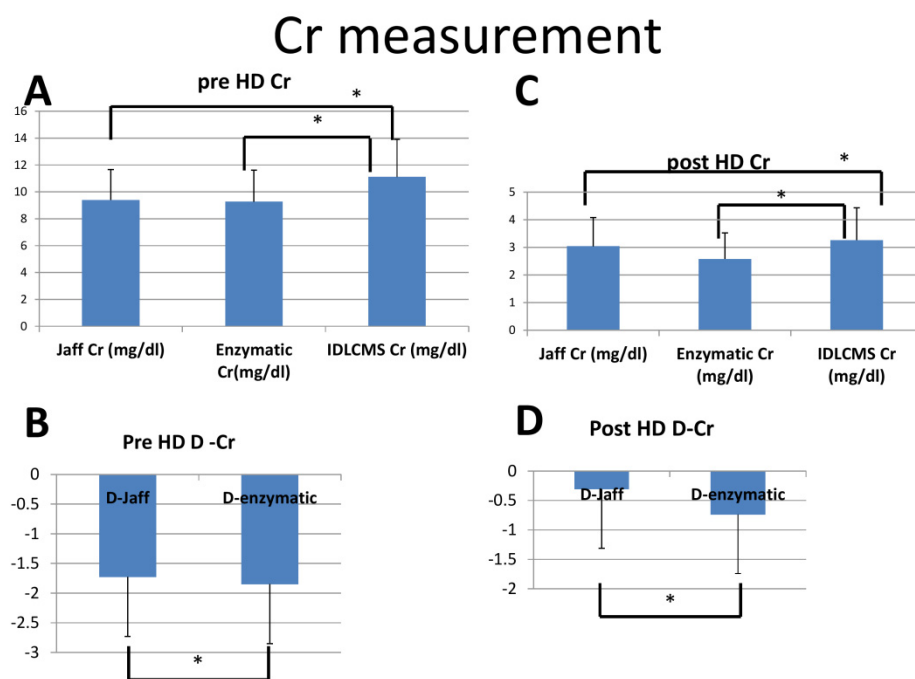 Cr measurement
A
pre HD Cr
*
*
16
14
12
10
8
6
4
2
0
Jaff Cr (mg/dl)
Enzymatic
Cr(mg/dl)
IDLCMS Cr (mg/dl)
C
post HD Cr
*
*
5
4
3
2
1
0
Jaff Cr (mg/dl)
Enzymatic Cr
(mg/dl)
IDLCMS Cr
(mg/dl)
B
Pre HD D -Cr
0
-0.5
-1
-1.5
-2
-2.5
-3
D-Jaff
D-enzymatic
*
D
Post HD D-Cr
0
-0.5
-1
-1.5
-2
D-Jaff
D-enzymatic
*